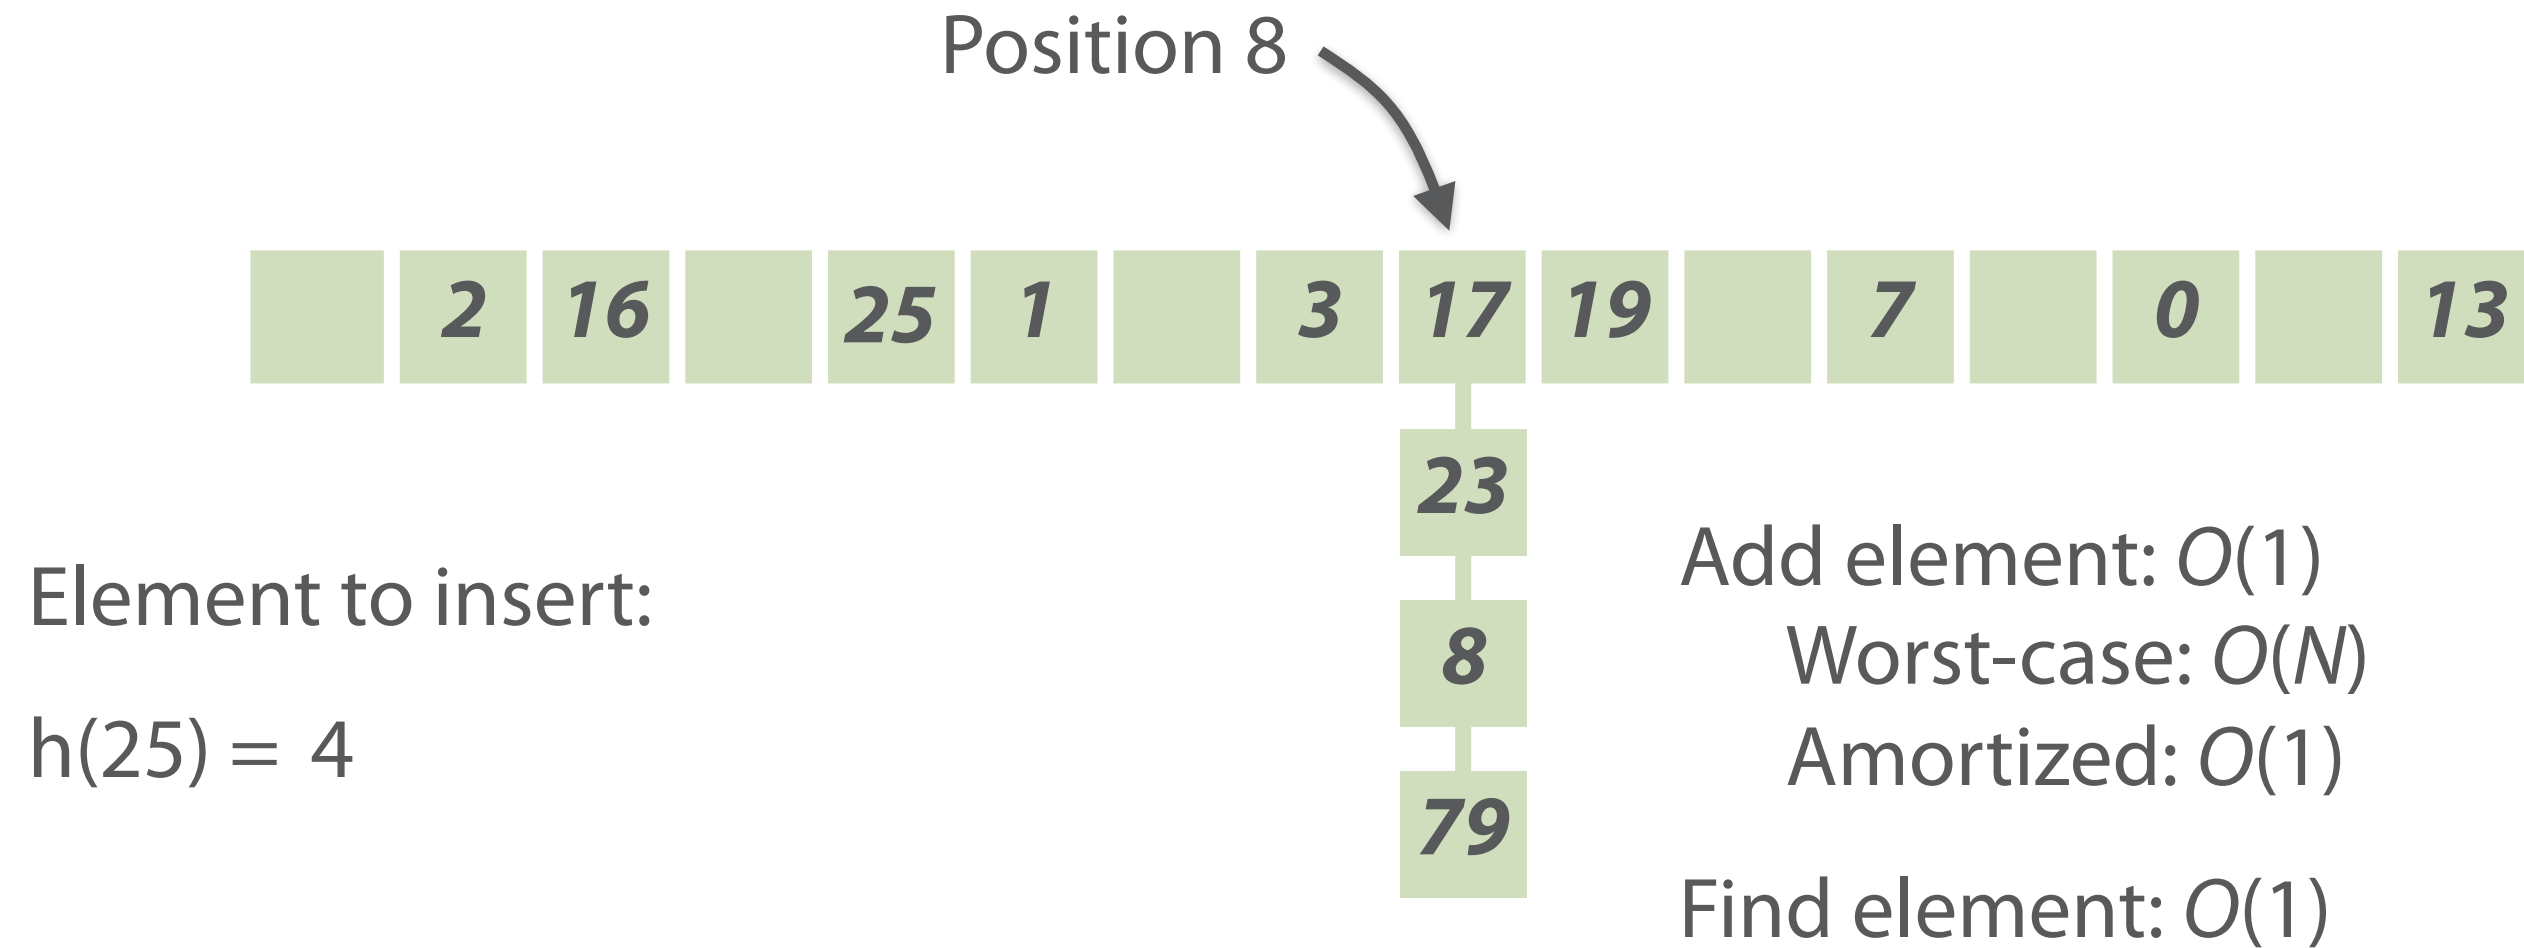 Position 8
2 16 25 1 3 17 19 7 0 13
23
8
79
Element to insert:
h(25) = 4
Add element: O(1)
Worst-case: O(N)
Amortized: O(1)
Find element: O(1)